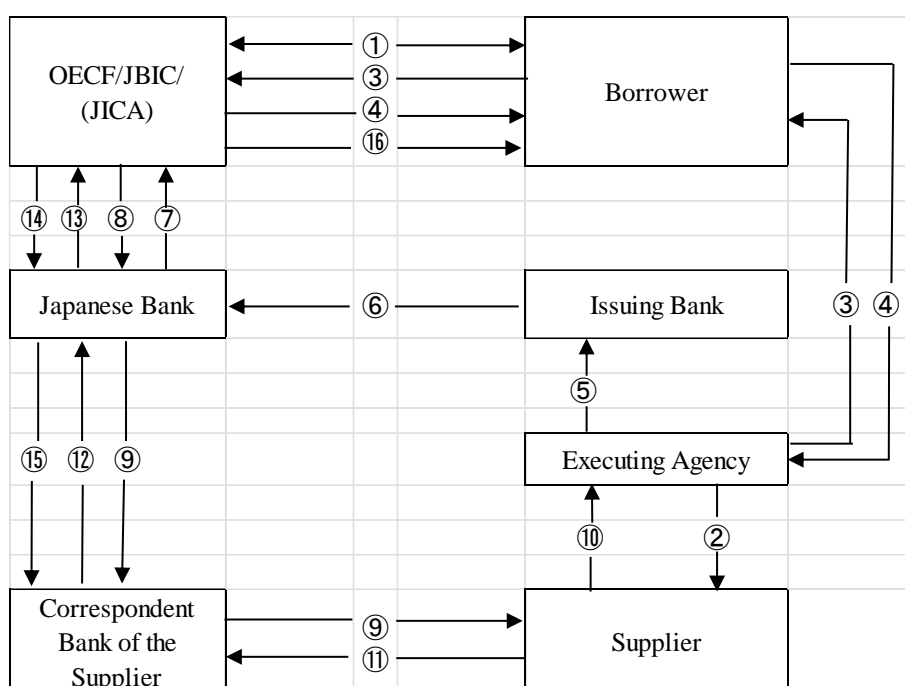 OECF/JBIC/
(JICA)
①
③
④
⑯
Borrower
⑭
⑬
⑧
⑦
Japanese Bank
⑥
Issuing Bank
③
④
⑤
⑮
⑫
⑨
Executing Agency
⑩
②
Correspondent
Bank of the
Supplier
⑨
⑪
Supplier